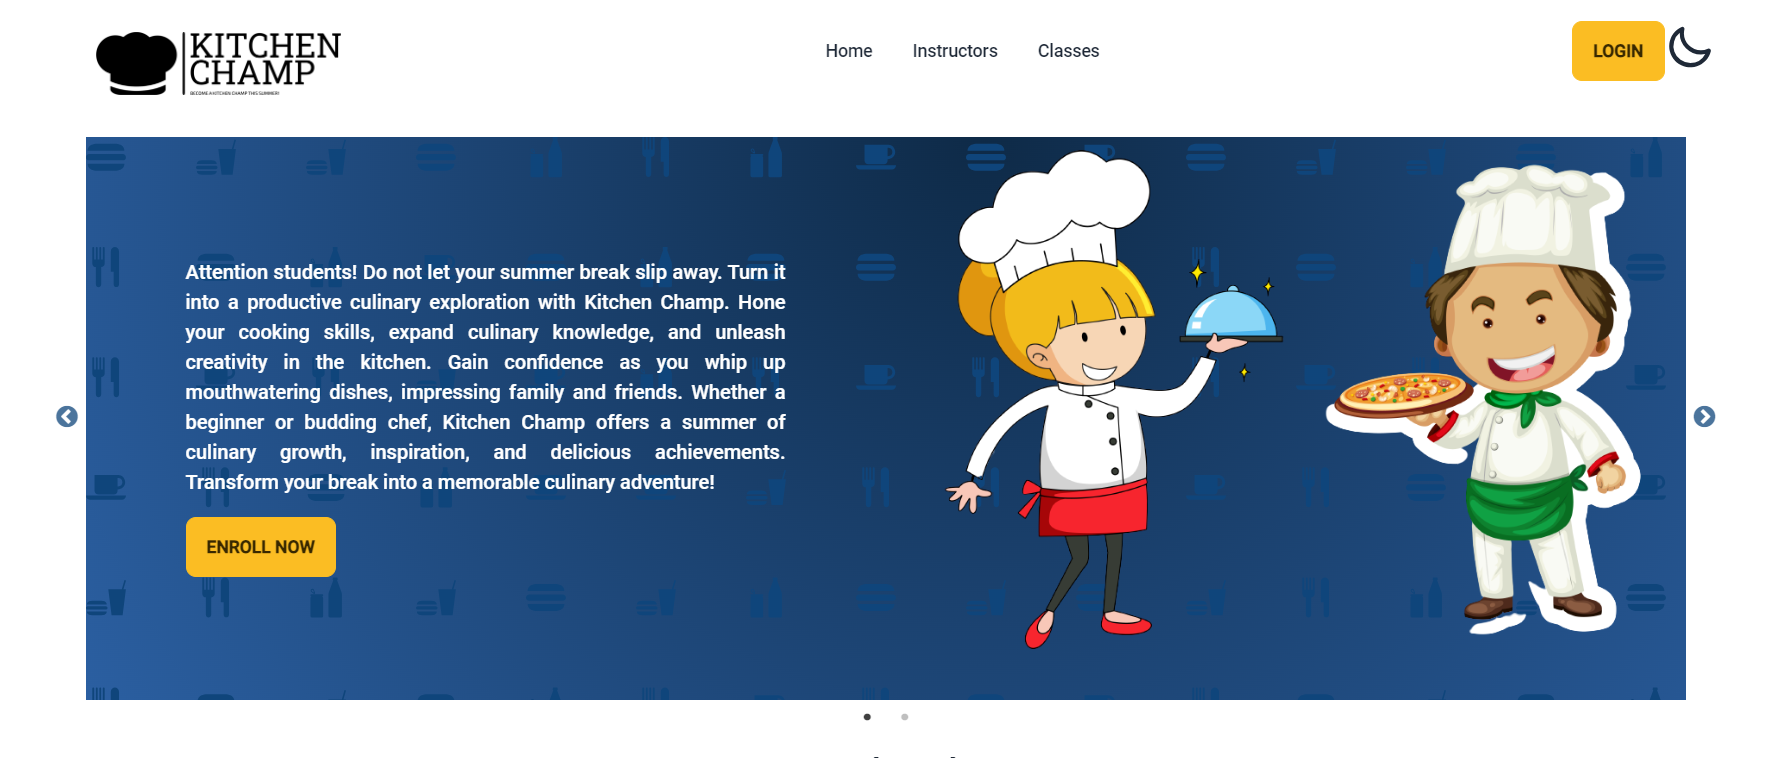 KITCHEN
CHAMP
BECOME A KITCHEN CHAMP THIS SUMMER!
Home
Instructors
Classes
LOGIN
Attention students! Do not let your summer break slip away. Turn it
into a productive culinary exploration with Kitchen Champ. Hone
your cooking skills, expand culinary knowledge, and unleash
creativity in the kitchen. Gain confidence as you whip up
mouthwatering dishes, impressing family and friends. Whether a
beginner or budding chef, Kitchen Champ offers a summer of
culinary growth, inspiration, and delicious achievements.
Transform your break into a memorable culinary adventure!
ENROLL NOW